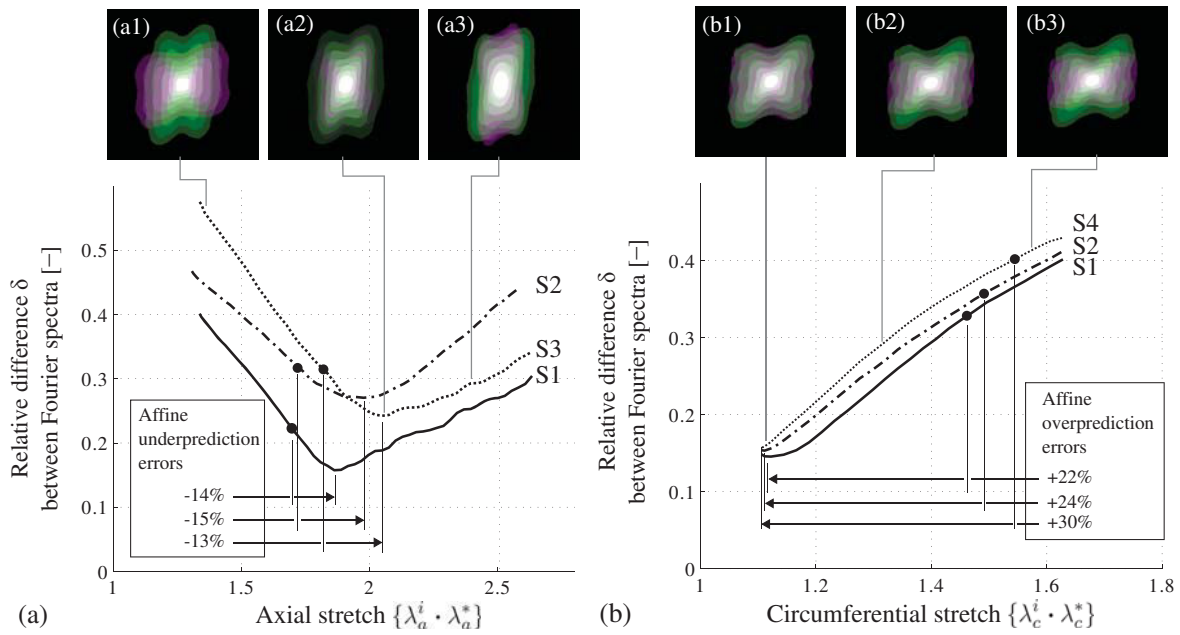 (a1)
(a2)
(a3)
Relative difference δ
between Fourier spectra [−]
0.5
0.4
0.3
0.2
0.1
0
S2
S3
S1
Affine
underprediction
errors
-14%
-15%
-13%
1
1.5
2
2.5
(a)
Axial stretch {λ_a^i · λ_a^*}
(b1)
(b2)
(b3)
Relative difference δ
between Fourier spectra [−]
0.4
0.3
0.2
0.1
0
S4
S2
S1
Affine
overprediction
errors
+22%
+24%
+30%
1
1.2
1.4
1.6
1.8
(b)
Circumferential stretch {λ_c^i · λ_c^*}